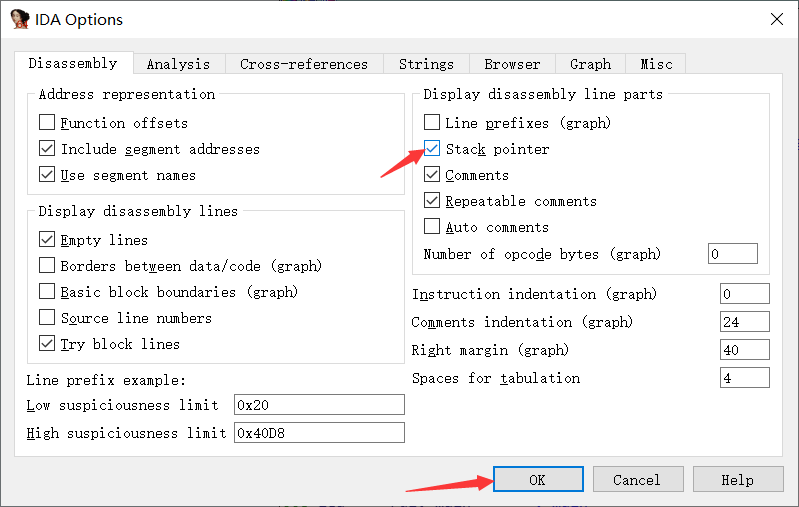 IDA Options
Disassembly Analysis Cross-references Strings Browser Graph Misc
Address representation
Function offsets
Include segment addresses
Use segment names
Display disassembly lines
Empty lines
Borders between data/code (graph)
Basic block boundaries (graph)
Source line numbers
Try block lines
Line prefix example:
Low suspiciousness limit 0x20
High suspiciousness limit 0x40D8
Display disassembly line parts
Line prefixes (graph)
Stack pointer
Comments
Repeatable comments
Auto comments
Number of opcode bytes (graph) 0
Instruction indentation (graph) 0
Comments indentation (graph) 24
Right margin (graph) 40
Spaces for tabulation 4
OK Cancel Help